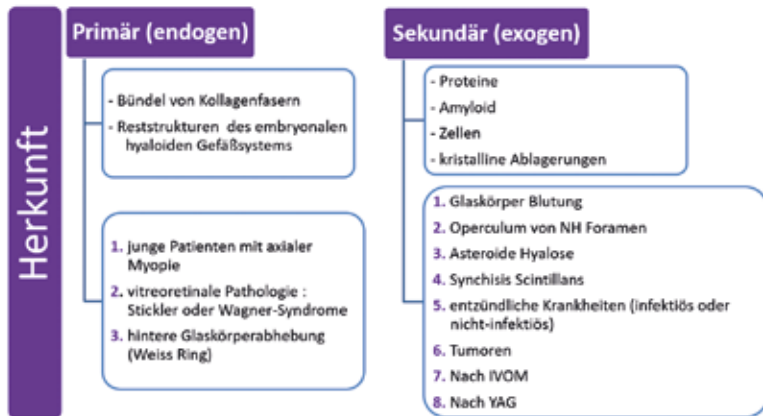 Herkunft
Primär (endogen)
- Bündel von Kollagenfasern
- Reststrukturen des embryonalen
hyaloiden Gefäßsystems
1. junge Patienten mit axialer
Myopie
2. vitreoretinale Pathologie :
Stickler oder Wagner-Syndrome
3. hintere Glaskörperabhebung
(Weiss Ring)
Sekundär (exogen)
- Proteine
- Amyloid
- Zellen
- kristalline Ablagerungen
1. Glaskörper Blutung
2. Operculum von NH Foramen
3. Asteroide Hyalose
4. Synchisis Scintillans
5. entzündliche Krankheiten (infektiös oder
nicht-infektiös)
6. Tumoren
7. Nach IVOM
8. Nach YAG